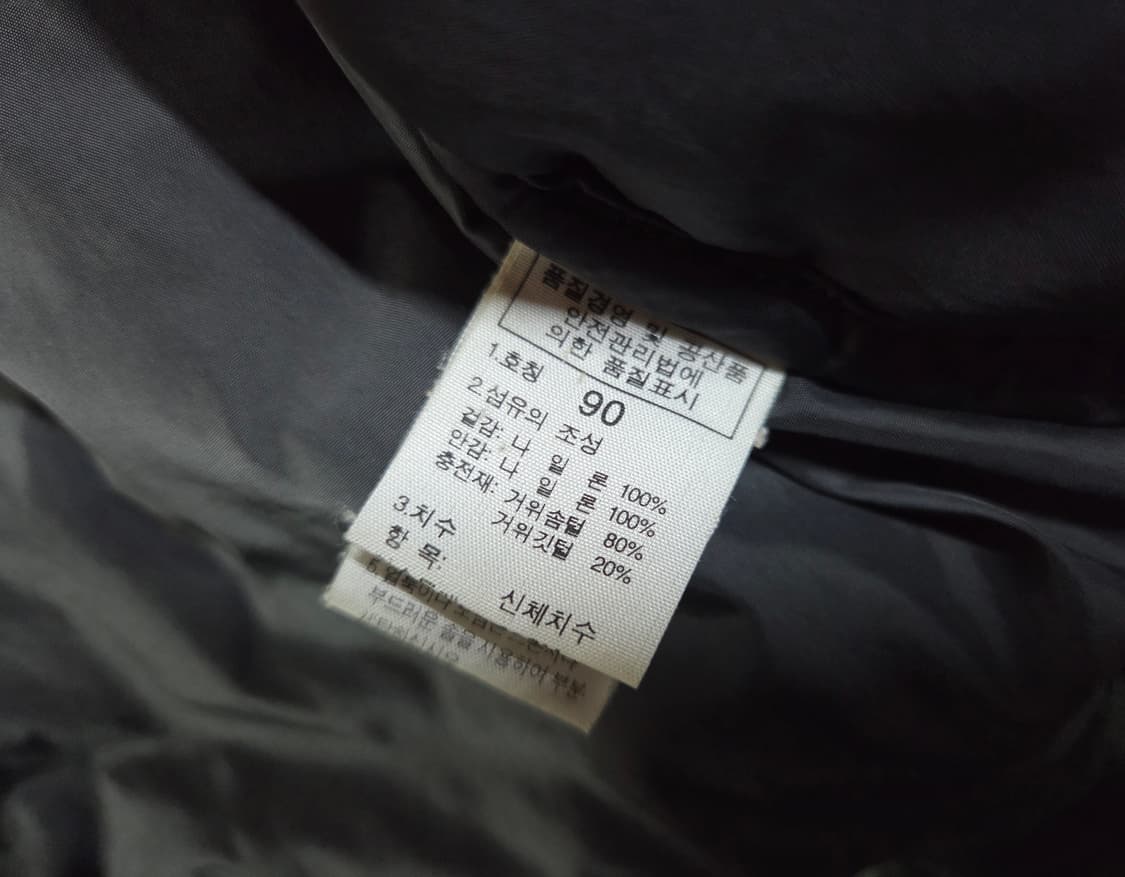 품질경영 및 공산품
안전관리법에
의한 품질표시
1.호칭 90
2.섬유의 조성
겉감: 나 일 론 100%
안감: 나 일 론 100%
충전재: 거위솜털 80%
거위깃털 20%
3.치수
항 목: 신체치수
부드러운 솔을 사용하여 부분